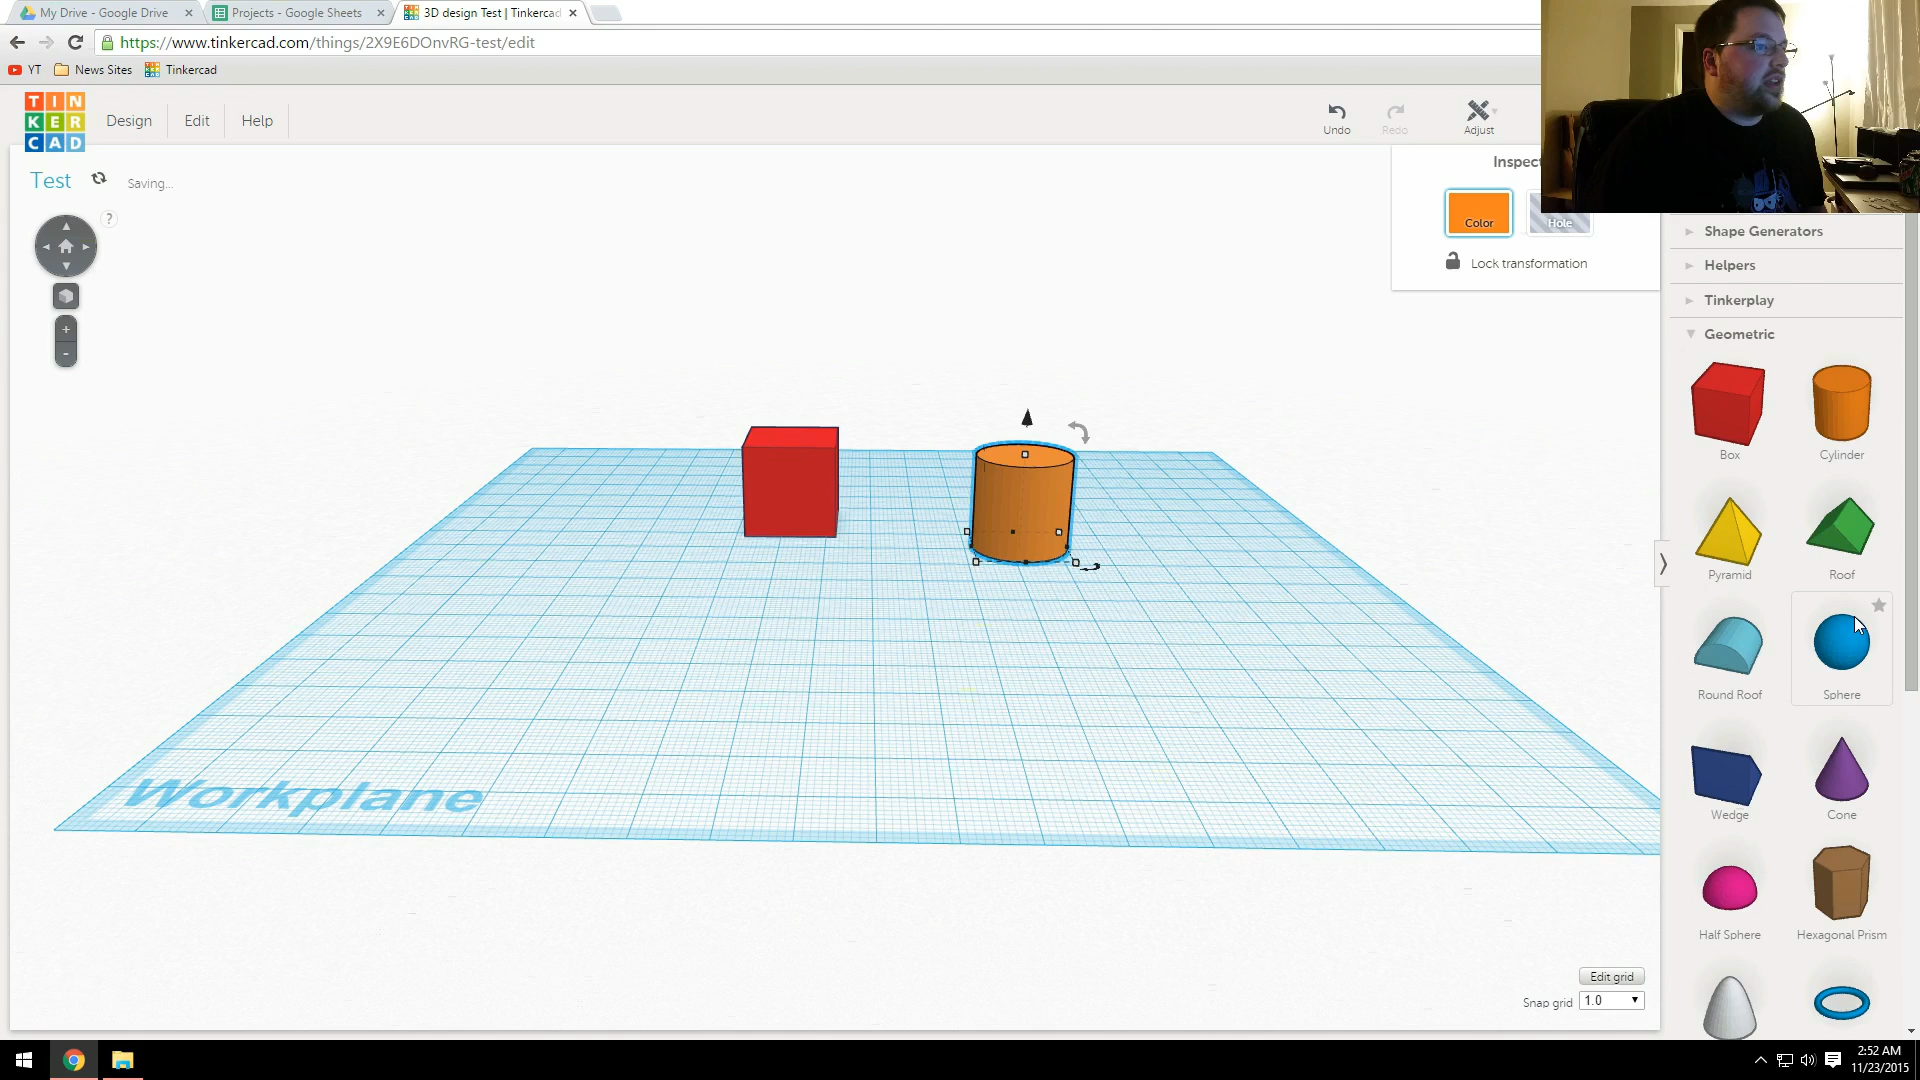 My Drive - Google Drive
Projects - Google Sheets
3D design Test | Tinkercad
https://www.tinkercad.com/things/2X9E6DOnvRG-test/edit
YT
News Sites
Tinkercad
TIN
KER
CAD
Design
Edit
Help
Undo
Redo
Adjust
Test
Saving...
?
Inspect
Color
Hole
Lock transformation
Shape Generators
Helpers
Tinkerplay
Geometric
Box
Cylinder
Pyramid
Roof
Round Roof
Sphere
Wedge
Cone
Half Sphere
Hexagonal Prism
Workplane
Edit grid
Snap grid 1.0
2:52 AM
11/23/2015